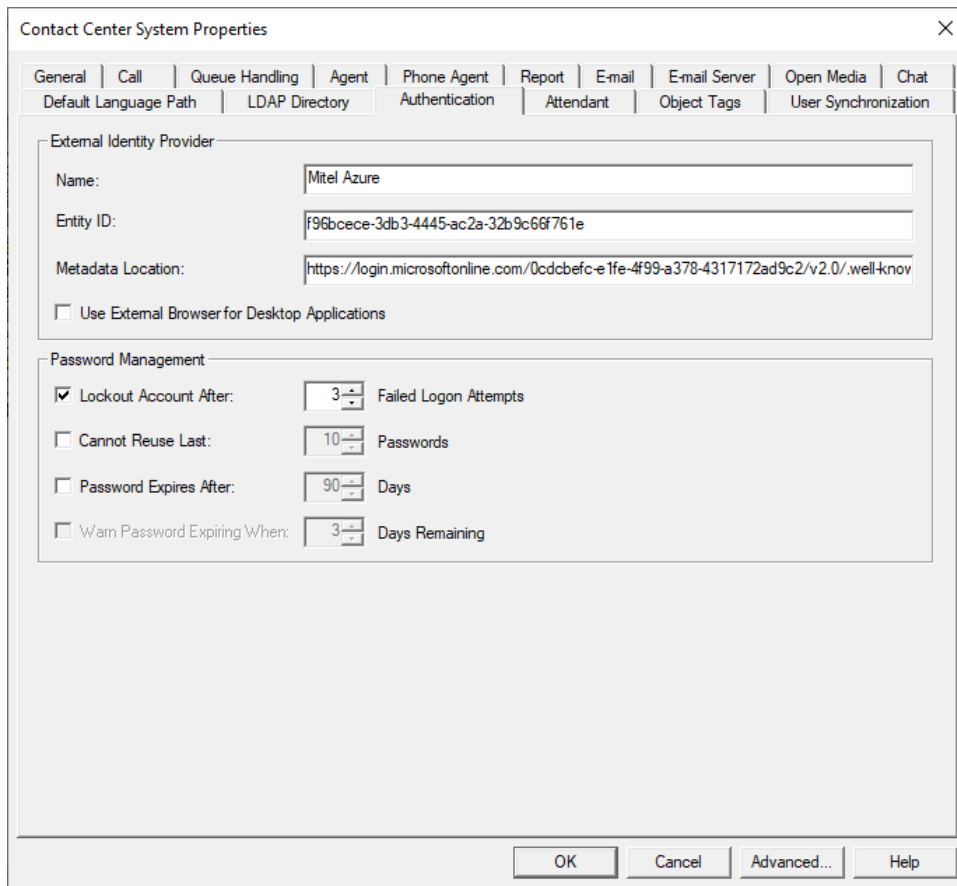 Contact Center System Properties
General Call Queue Handling Agent Phone Agent Report E-mail E-mail Server Open Media Chat
Default Language Path LDAP Directory Authentication Attendant Object Tags User Synchronization
External Identity Provider
Name: Mitel Azure
Entity ID: f96bcece-3db3-4445-ac2a-32b9c66f761e
Metadata Location: https://login.microsoftonline.com/0cdcbefc-e1fe-4f99-a378-4317172ad9c2/v2.0/.well-know
Use External Browser for Desktop Applications
Password Management
Lockout Account After: 3 Failed Logon Attempts
Cannot Reuse Last: 10 Passwords
Password Expires After: 90 Days
Warn Password Expiring When: 3 Days Remaining
OK Cancel Advanced... Help